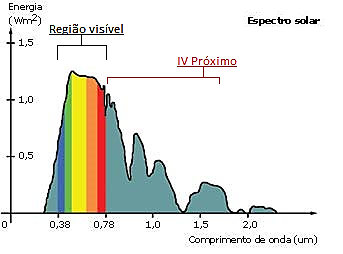 Energia
(Wm²)
Espectro solar
Região visível
1,5
IV Próximo
1,0
0,5
0
0,38
0,78
1,0
1,5
2,0
Comprimento de onda (um)